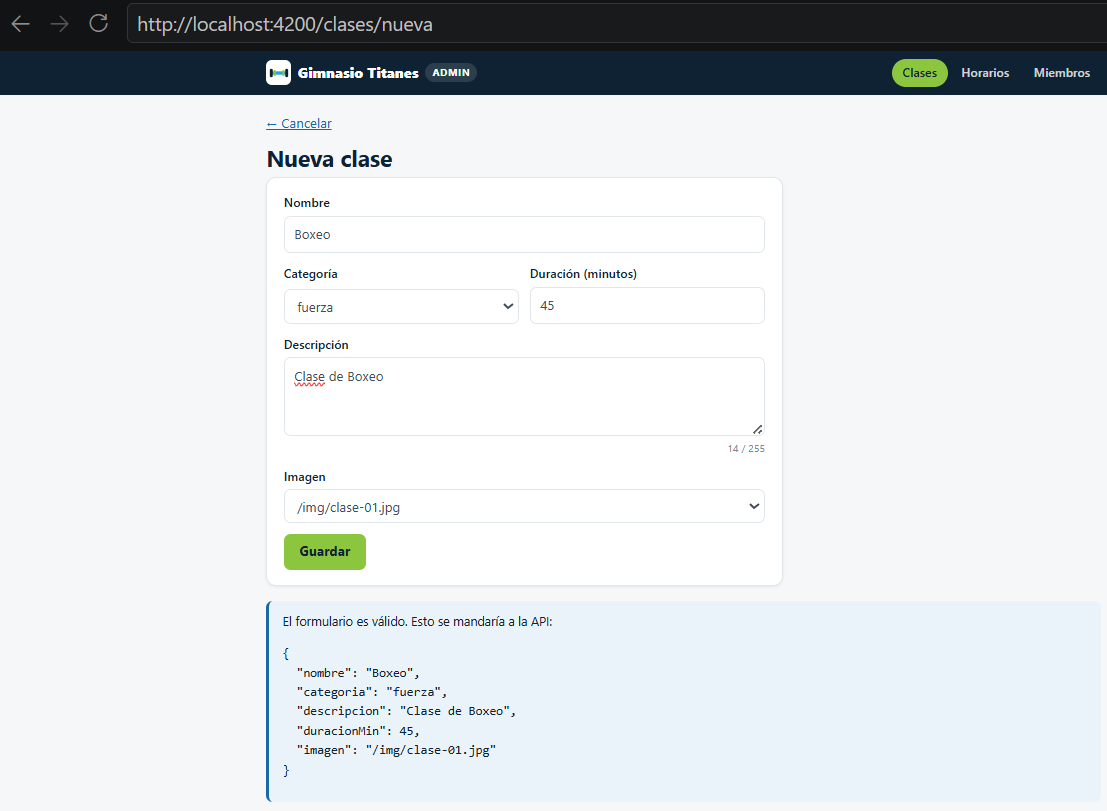 http://localhost:4200/clases/nueva
Gimnasio Titanes ADMIN Clases Horarios Miembros
← Cancelar
Nueva clase
Nombre
Boxeo
Categoría Duración (minutos)
fuerza 45
Descripción
Clase de Boxeo
14 / 255
Imagen
/img/clase-01.jpg
Guardar
El formulario es válido. Esto se mandaría a la API:
{
"nombre": "Boxeo",
"categoria": "fuerza",
"descripcion": "Clase de Boxeo",
"duracionMin": 45,
"imagen": "/img/clase-01.jpg"
}